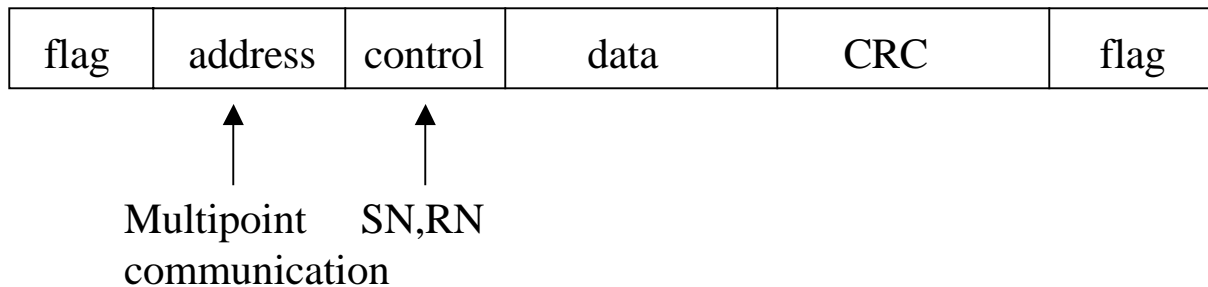 flag address control data CRC flag
Multipoint SN,RN
communication